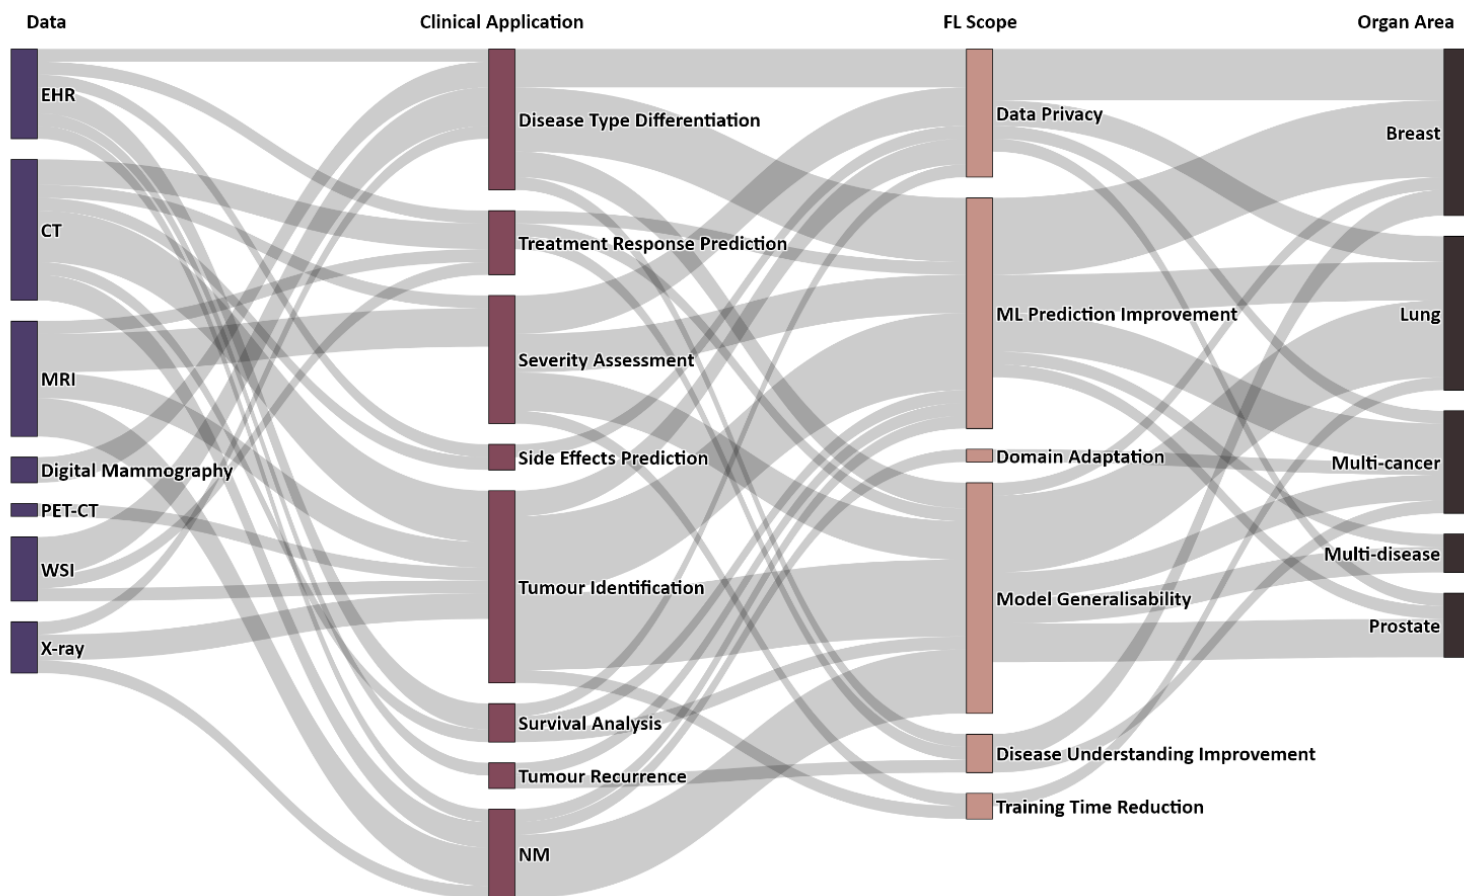 Data
Clinical Application
FL Scope
Organ Area
EHR
CT
MRI
Digital Mammography
PET-CT
WSI
X-ray
Disease Type Differentiation
Treatment Response Prediction
Severity Assessment
Side Effects Prediction
Tumour Identification
Survival Analysis
Tumour Recurrence
NM
Data Privacy
ML Prediction Improvement
Domain Adaptation
Model Generalisability
Disease Understanding Improvement
Training Time Reduction
Breast
Lung
Multi-cancer
Multi-disease
Prostate